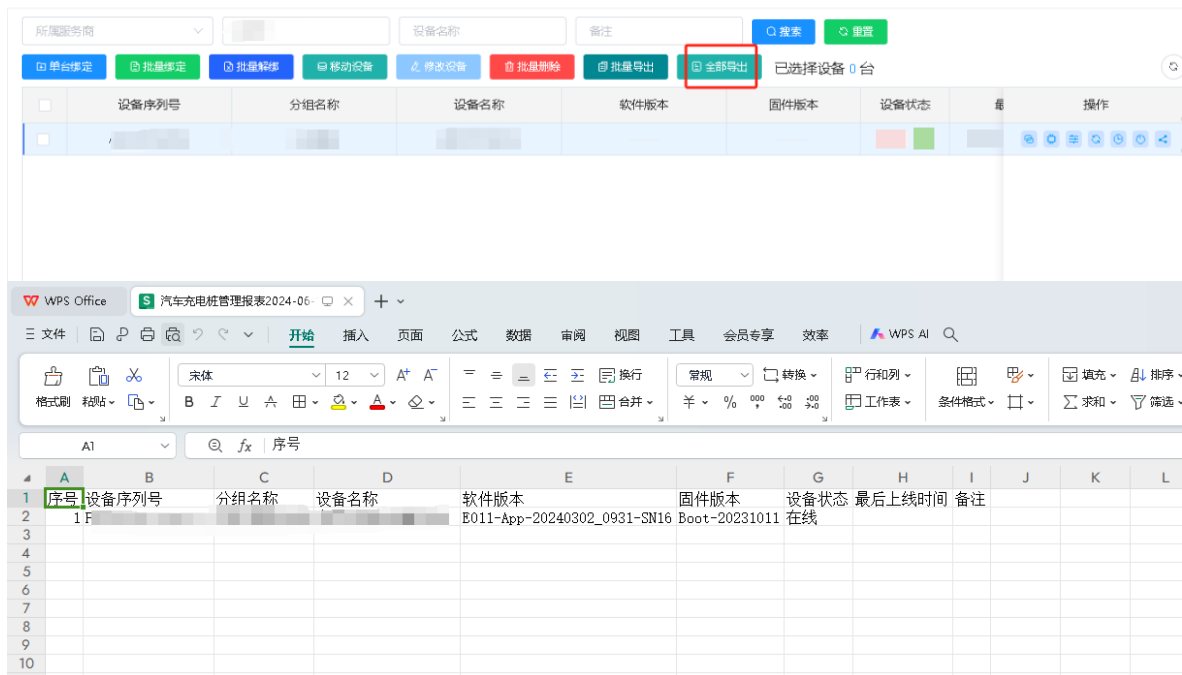 所属服务商 设备名称 备注 搜索 重置
单台绑定 批量绑定 批量解绑 移动设备 修改设备 批量删除 批量导出 全部导出 已选择设备 0 台
设备序列号 分组名称 设备名称 软件版本 固件版本 设备状态 操作
WPS Office 汽车充电桩管理报表2024-06-
三 文件 开始 插入 页面 公式 数据 审阅 视图 工具 会员专享 效率 WPS AI
宋体 12 A+ A- 换行 常规 转换 行和列 填充 排序
格式刷 粘贴 B I U A 合并 ¥ % 工作表 条件格式 求和 筛选
A1 fx 序号
A B C D E F G H I J K L
1 序号 设备序列号 分组名称 设备名称 软件版本 固件版本 设备状态 最后上线时间 备注
2 1 F E011-App-20240302_0931-SN16 Boot-20231011 在线
3
4
5
6
7
8
9
10